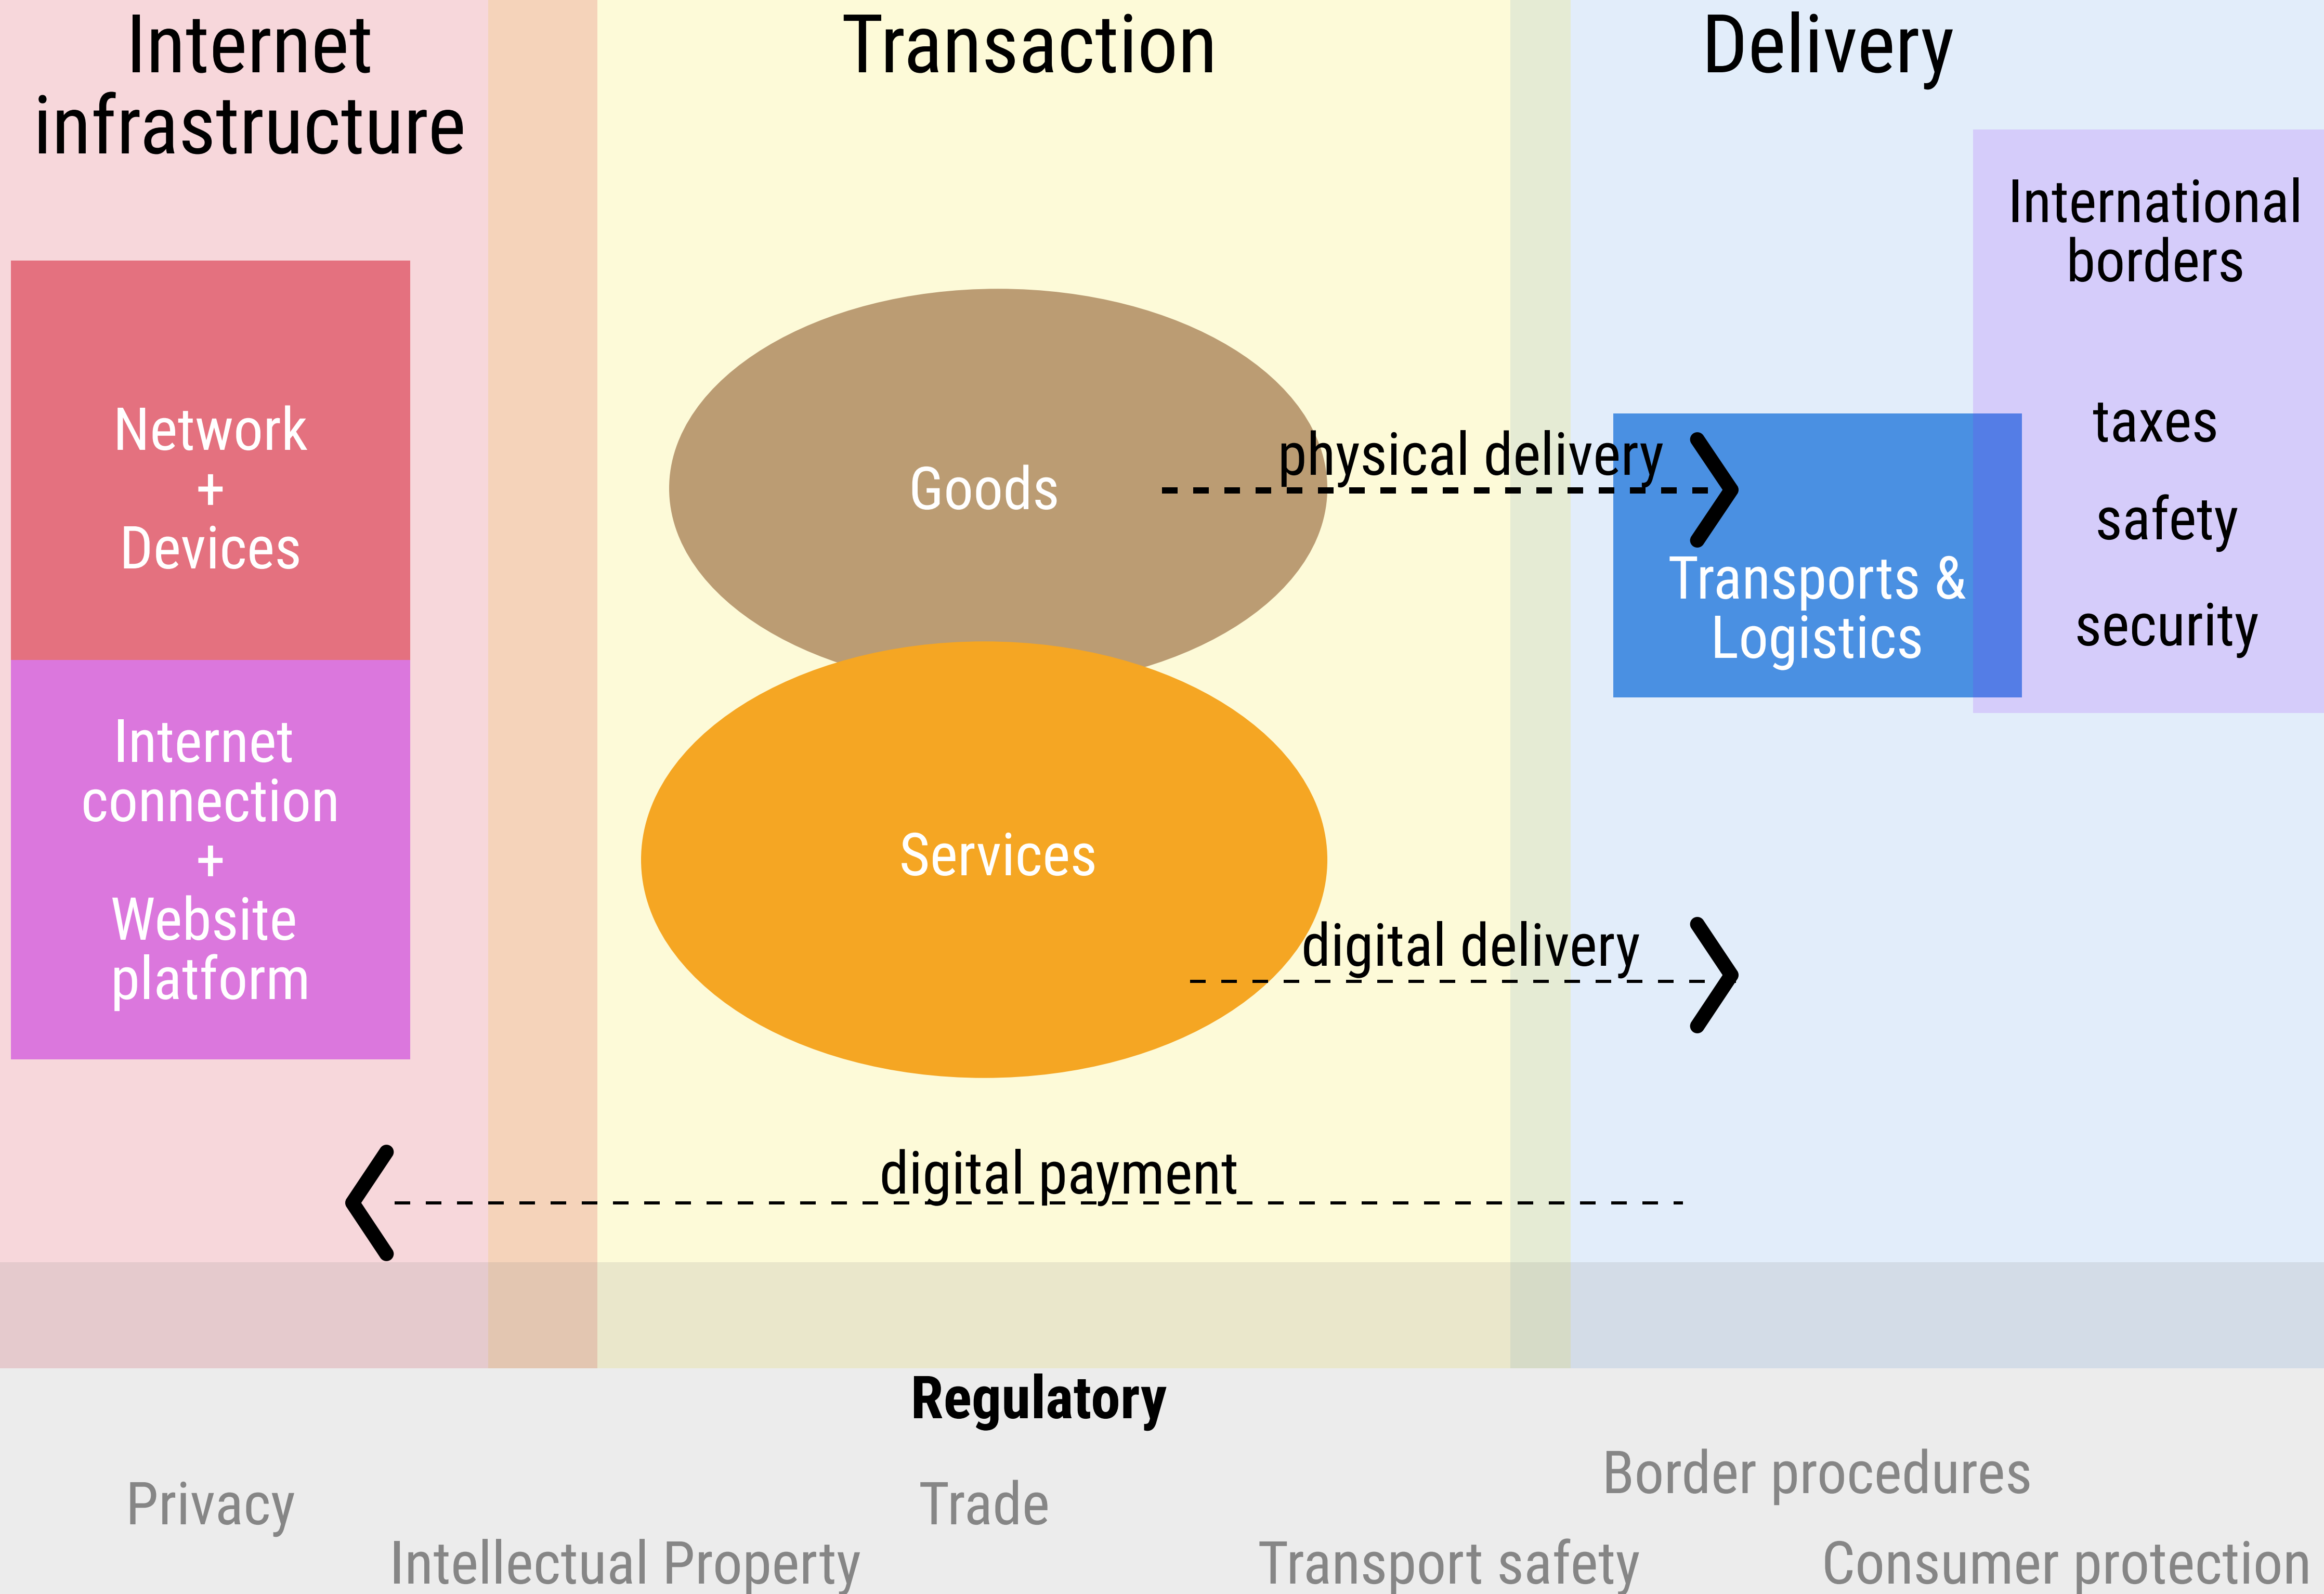 Internet
infrastructure
Transaction
Delivery
International
borders
taxes
safety
security
Network
+
Devices
Internet
connection
+
Website
platform
Goods
physical delivery
Transports &
Logistics
Services
digital delivery
digital payment
Regulatory
Privacy
Intellectual Property
Trade
Transport safety
Border procedures
Consumer protection